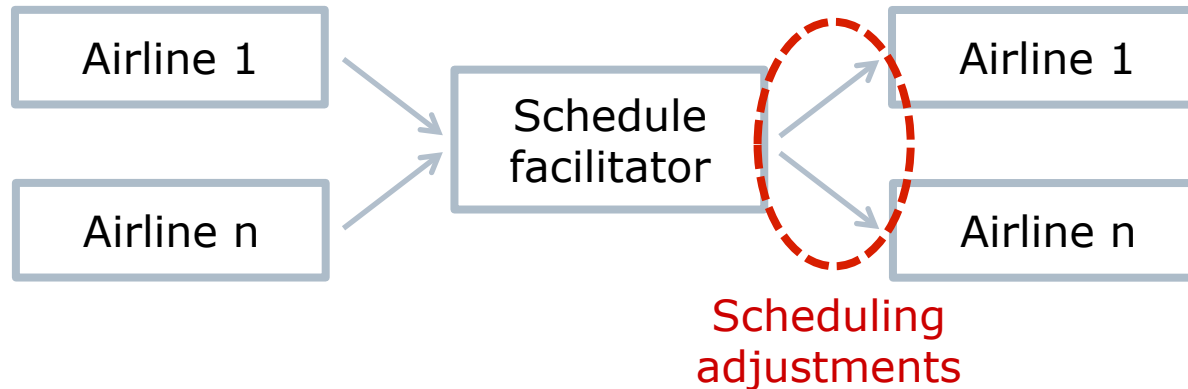 Airline 1
Airline n
Schedule
facilitator
Airline 1
Airline n
Scheduling
adjustments